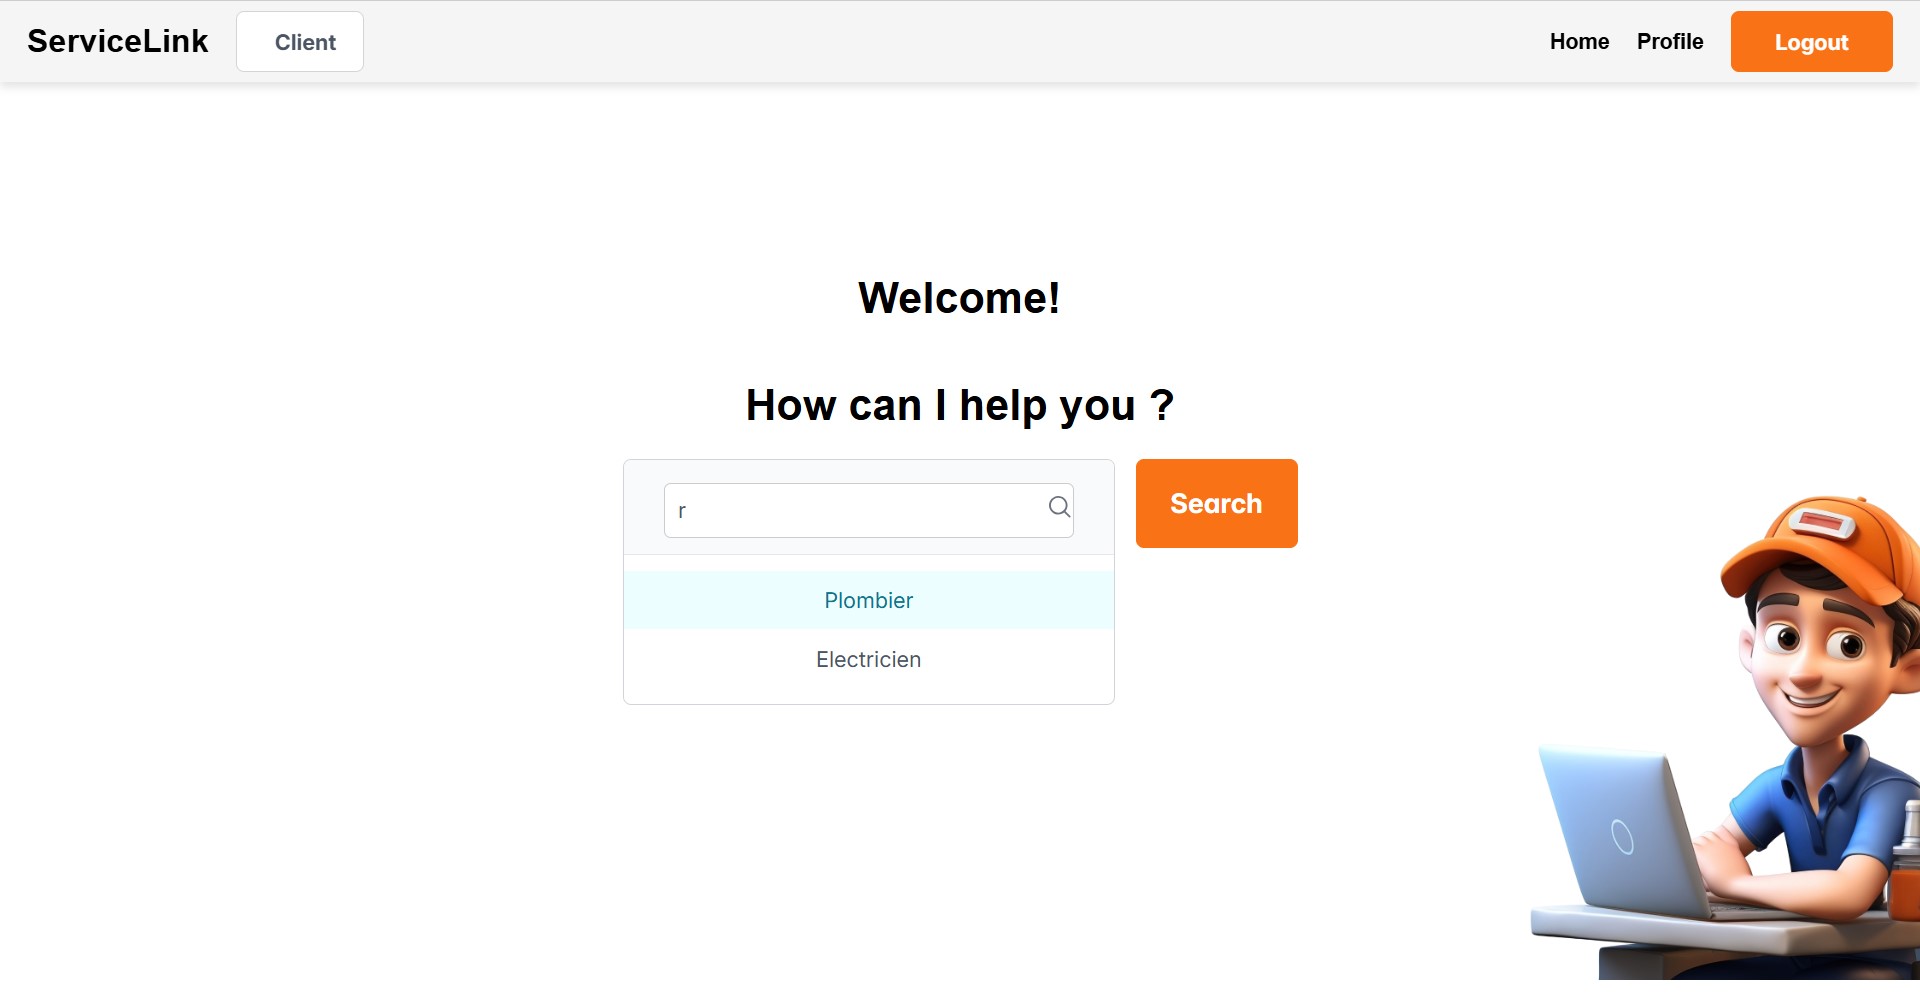 ServiceLink Client Home Profile Logout
Welcome!
How can I help you ?
r Search
Plombier
Electricien